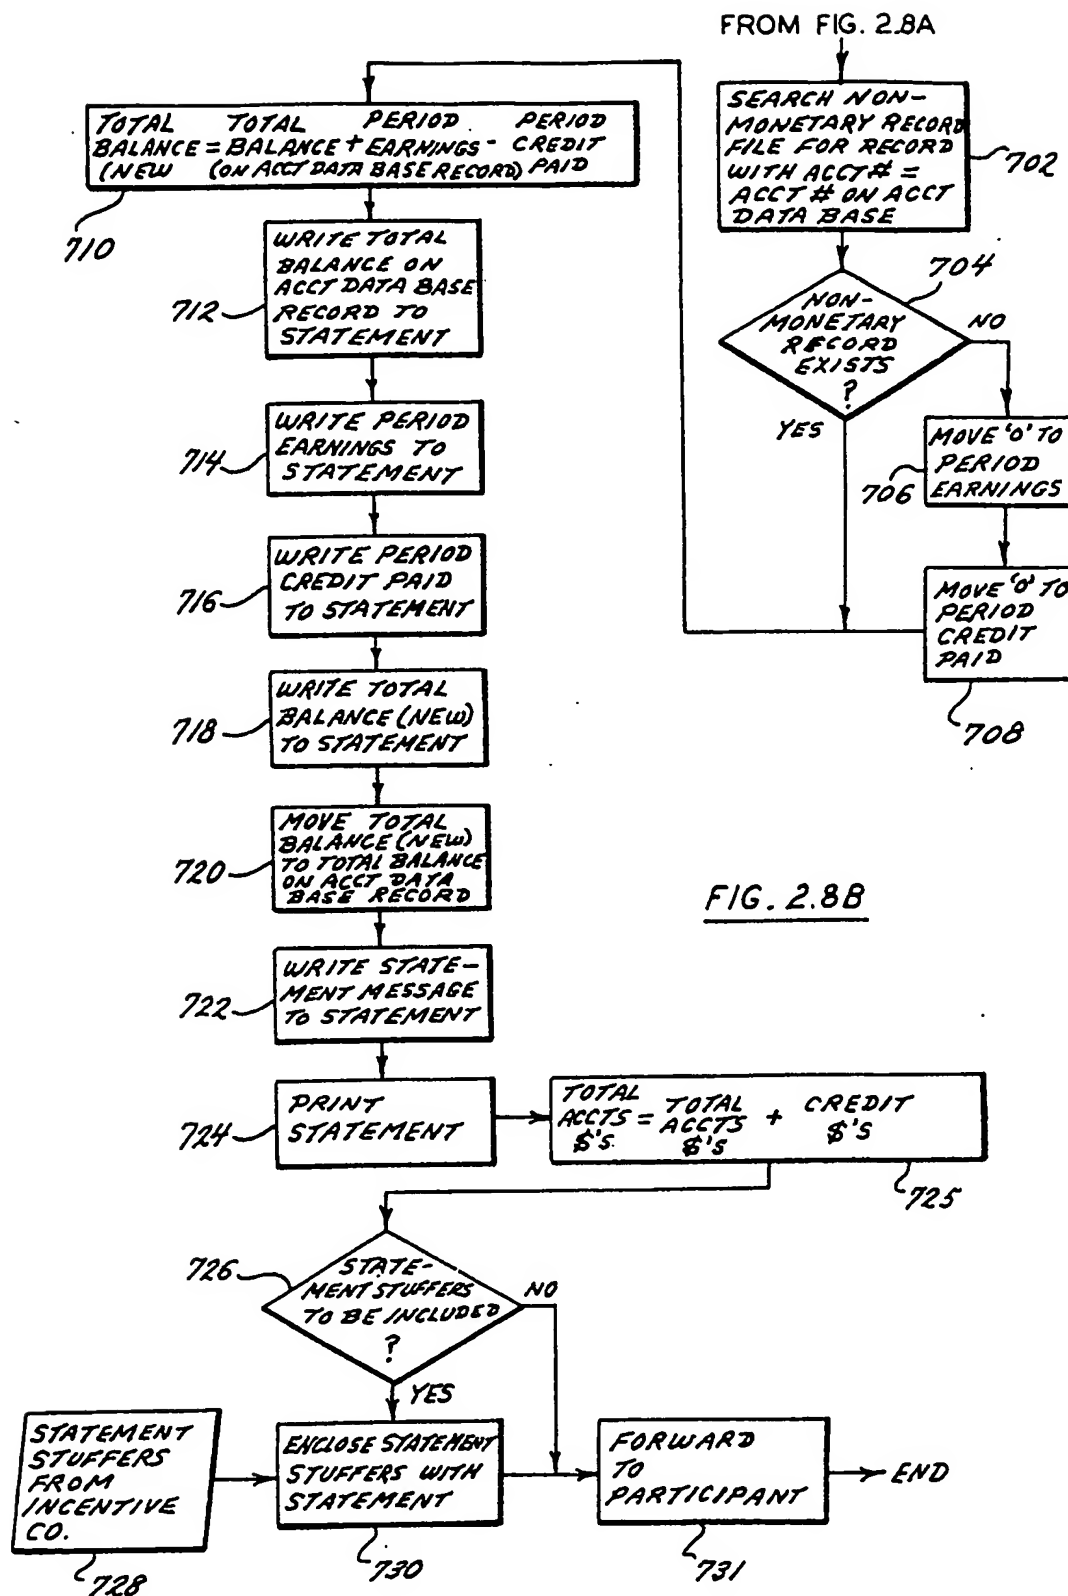 FROM FIG. 2.8A
SEARCH NON-
MONETARY RECORD
FILE FOR RECORD
WITH ACCT# =
ACCT # ON ACCT
DATA BASE
702
704
NON-
MONETARY
RECORD
EXISTS
?
NO
YES
MOVE 'O' TO
PERIOD
EARNINGS
706
MOVE 'O' TO
PERIOD
CREDIT
PAID
708
TOTAL TOTAL PERIOD PERIOD
BALANCE = BALANCE + EARNINGS - CREDIT
(NEW (ON ACCT DATA BASE RECORD) PAID
710
WRITE TOTAL
BALANCE ON
ACCT DATA BASE
RECORD TO
STATEMENT
712
WRITE PERIOD
EARNINGS TO
STATEMENT
714
WRITE PERIOD
CREDIT PAID
TO STATEMENT
716
WRITE TOTAL
BALANCE (NEW)
TO STATEMENT
718
MOVE TOTAL
BALANCE (NEW)
TO TOTAL BALANCE
ON ACCT DATA
BASE RECORD
720
FIG. 2.8B
WRITE STATE-
MENT MESSAGE
TO STATEMENT
722
PRINT
STATEMENT
724
TOTAL TOTAL CREDIT
ACCTS = ACCTS + $'S
$'S. $'S
725
726
STATE-
MENT STUFFERS
TO BE INCLUDED
?
NO
YES
STATEMENT
STUFFERS
FROM
INCENTIVE
CO.
728
ENCLOSE STATEMENT
STUFFERS WITH
STATEMENT
730
FORWARD
TO
PARTICIPANT
731
END